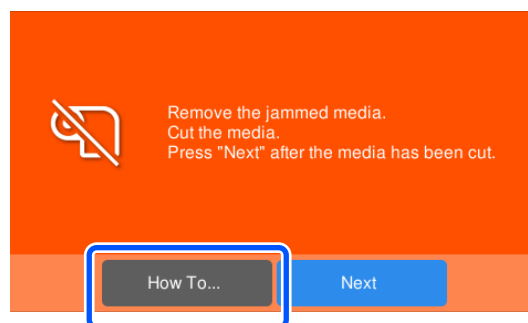 Remove the jammed media.
Cut the media.
Press "Next" after the media has been cut.
How To...
Next